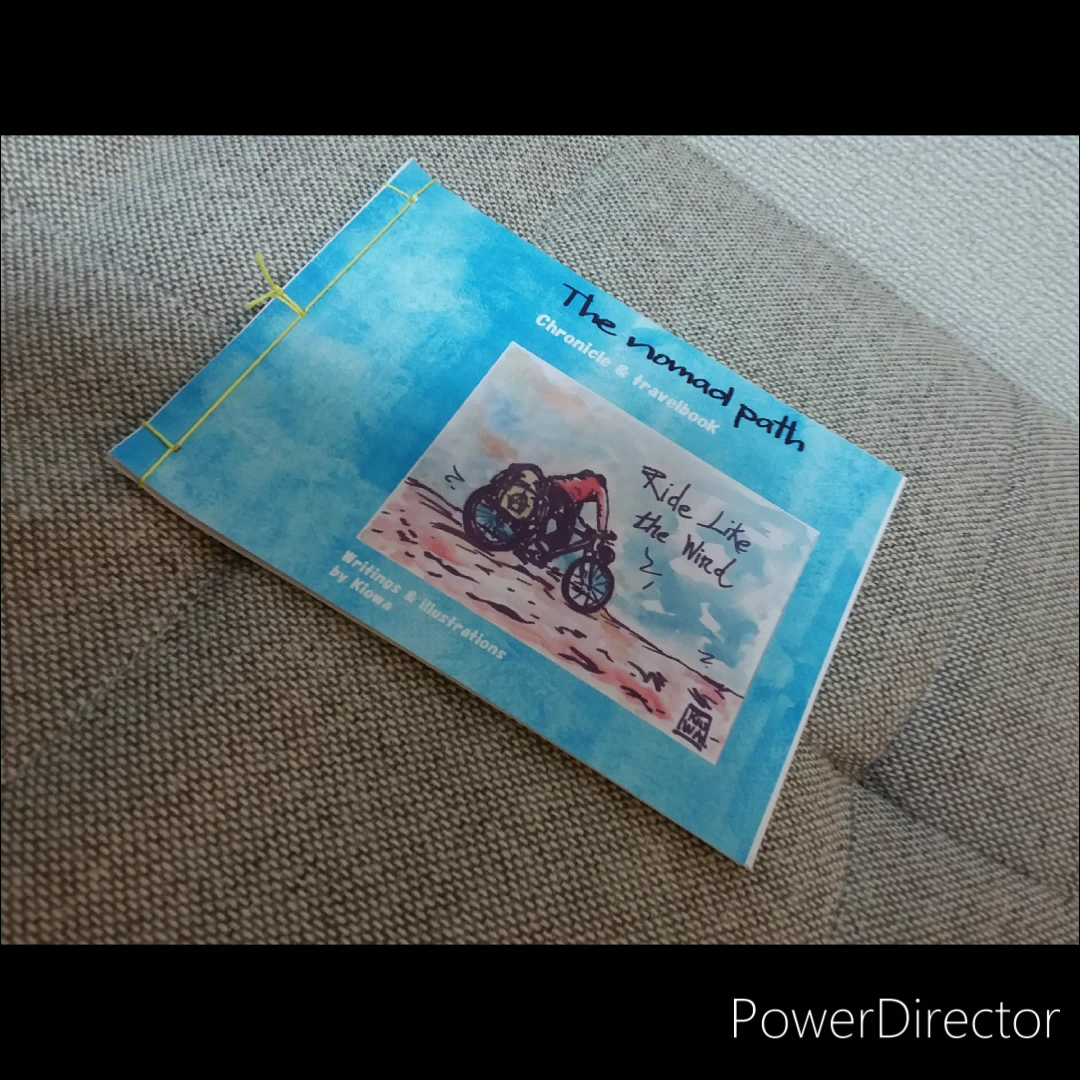 The nomad path
Chronicle & travelbook
Ride Like
the Wind
Writings & illustrations
by Kiowa
PowerDirector